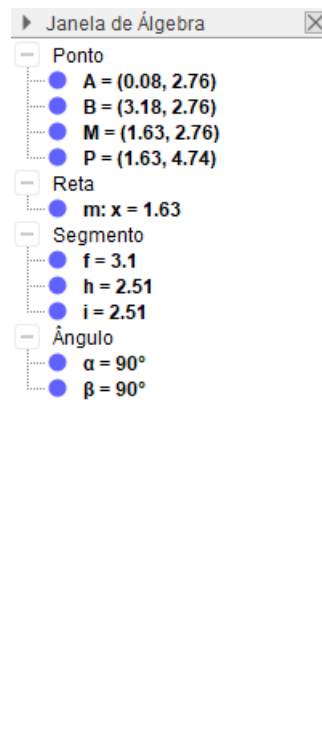 Janela de Álgebra
Ponto
A = (0.08, 2.76)
B = (3.18, 2.76)
M = (1.63, 2.76)
P = (1.63, 4.74)
Reta
m: x = 1.63
Segmento
f = 3.1
h = 2.51
i = 2.51
Ângulo
α = 90°
β = 90°